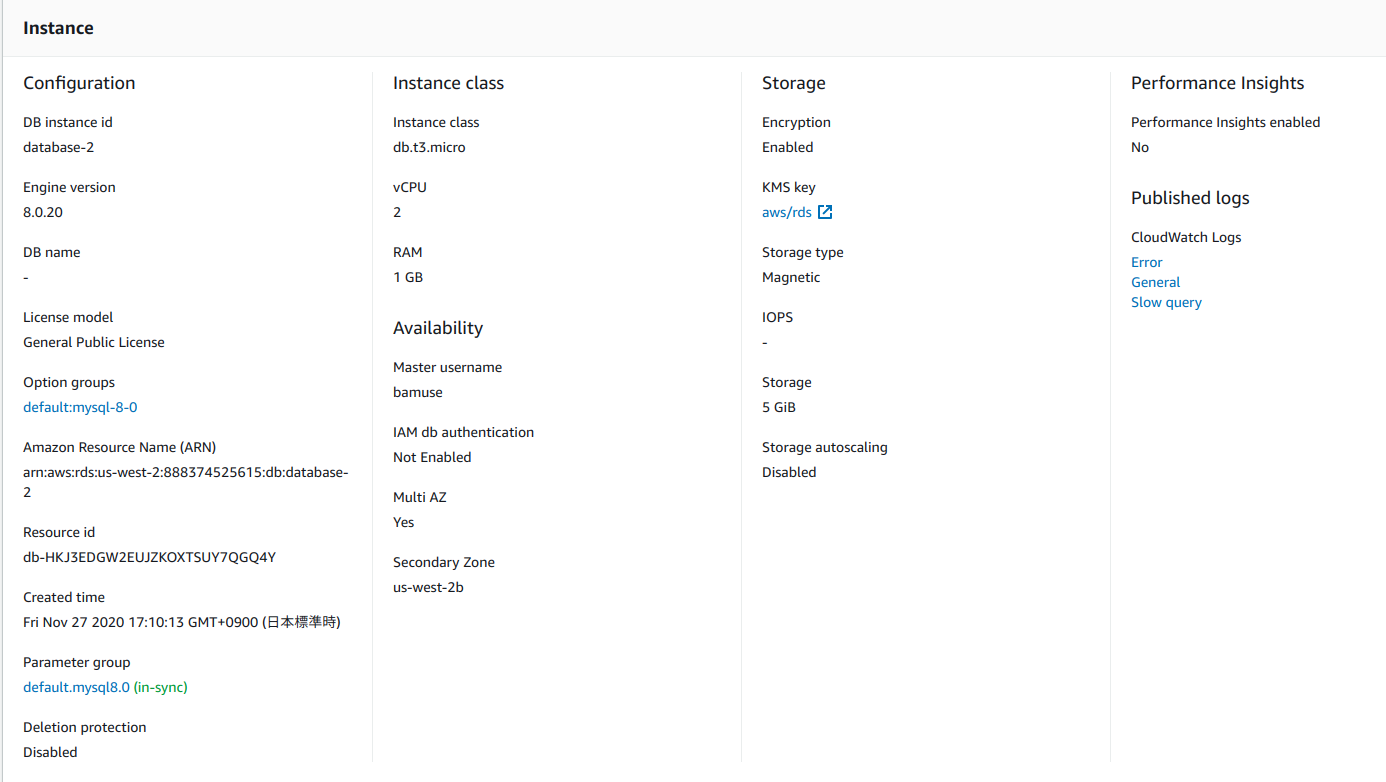 Instance
Configuration
DB instance id
database-2
Engine version
8.0.20
DB name
-
License model
General Public License
Option groups
default:mysql-8-0
Amazon Resource Name (ARN)
arn:aws:rds:us-west-2:888374525615:db:database-
2
Resource id
db-HKJ3EDGW2EUJZKOXTSUY7QGQ4Y
Created time
Fri Nov 27 2020 17:10:13 GMT+0900 (日本標準時)
Parameter group
default.mysql8.0 (in-sync)
Deletion protection
Disabled
Instance class
Instance class
db.t3.micro
vCPU
2
RAM
1 GB
Availability
Master username
bamuse
IAM db authentication
Not Enabled
Multi AZ
Yes
Secondary Zone
us-west-2b
Storage
Encryption
Enabled
KMS key
aws/rds
Storage type
Magnetic
IOPS
-
Storage
5 GiB
Storage autoscaling
Disabled
Performance Insights
Performance Insights enabled
No
Published logs
CloudWatch Logs
Error
General
Slow query